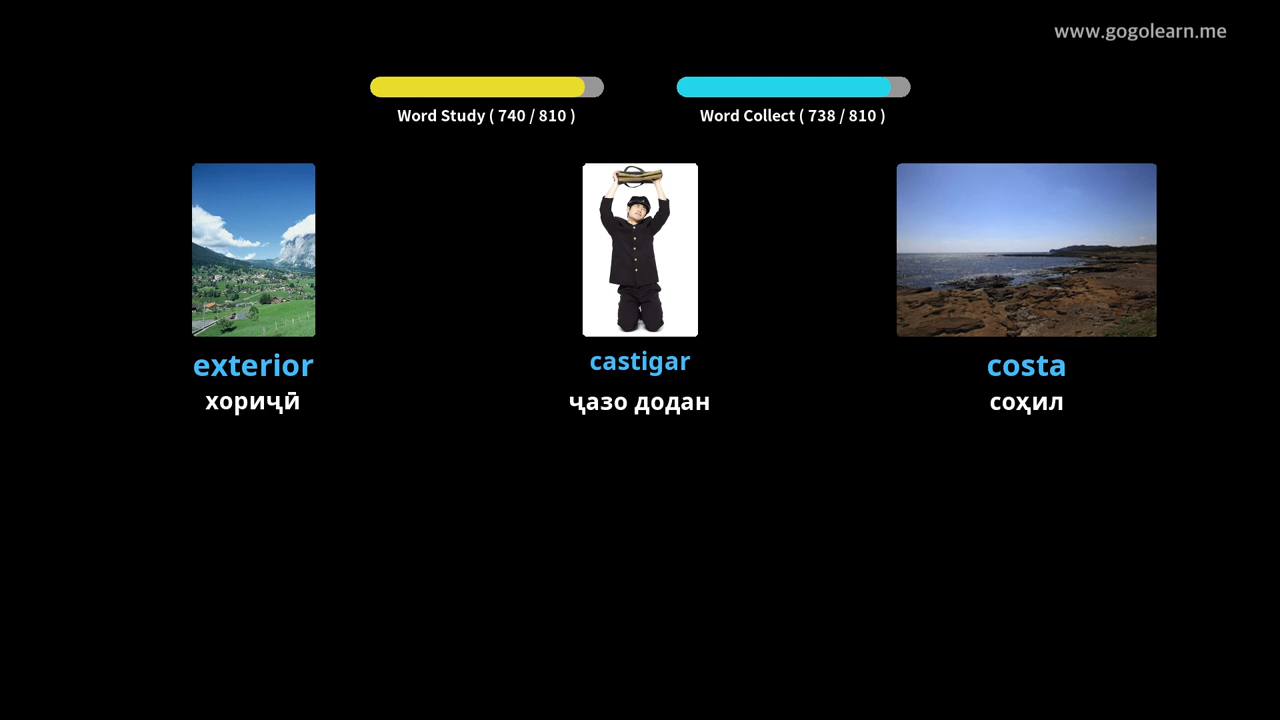 www.gogolearn.me
Word Study ( 740 / 810 )
Word Collect ( 738 / 810 )
exterior
хориҷӣ
castigar
ҷазо додан
costa
соҳил